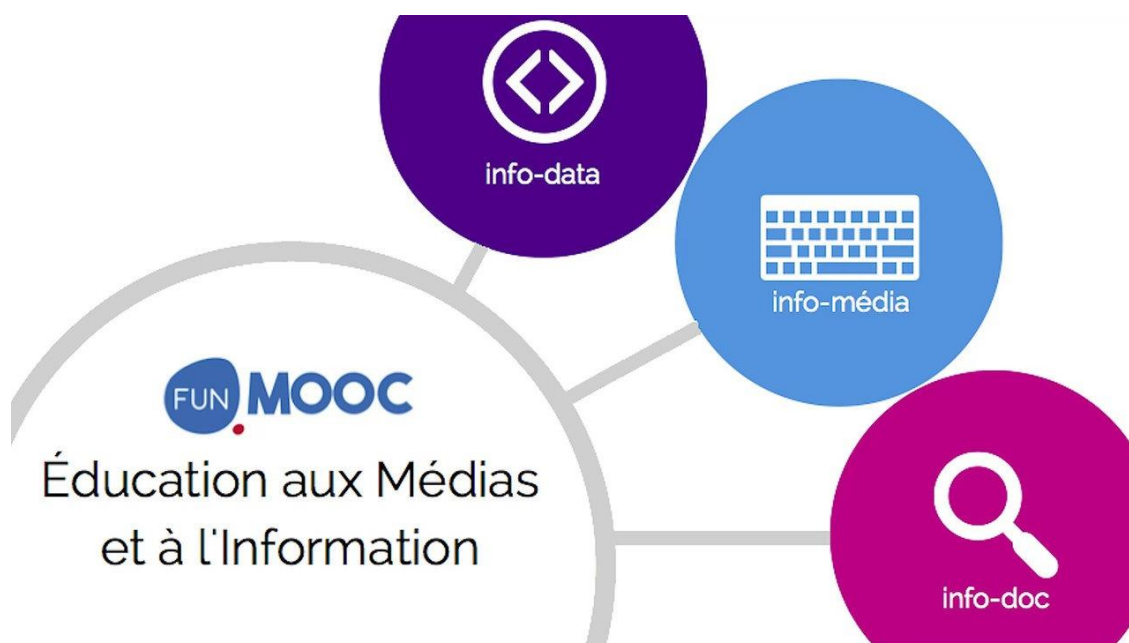 info-data
info-média
FUN MOOC
Éducation aux Médias
et à l'Information
info-doc